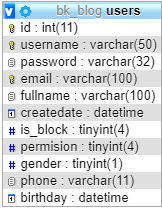 bk_blog users
id : int(11)
username : varchar(50)
password : varchar(32)
email : varchar(100)
fullname : varchar(100)
createdate : datetime
is_block : tinyint(4)
permision : tinyint(4)
gender : tinyint(1)
phone : varchar(11)
birthday : datetime